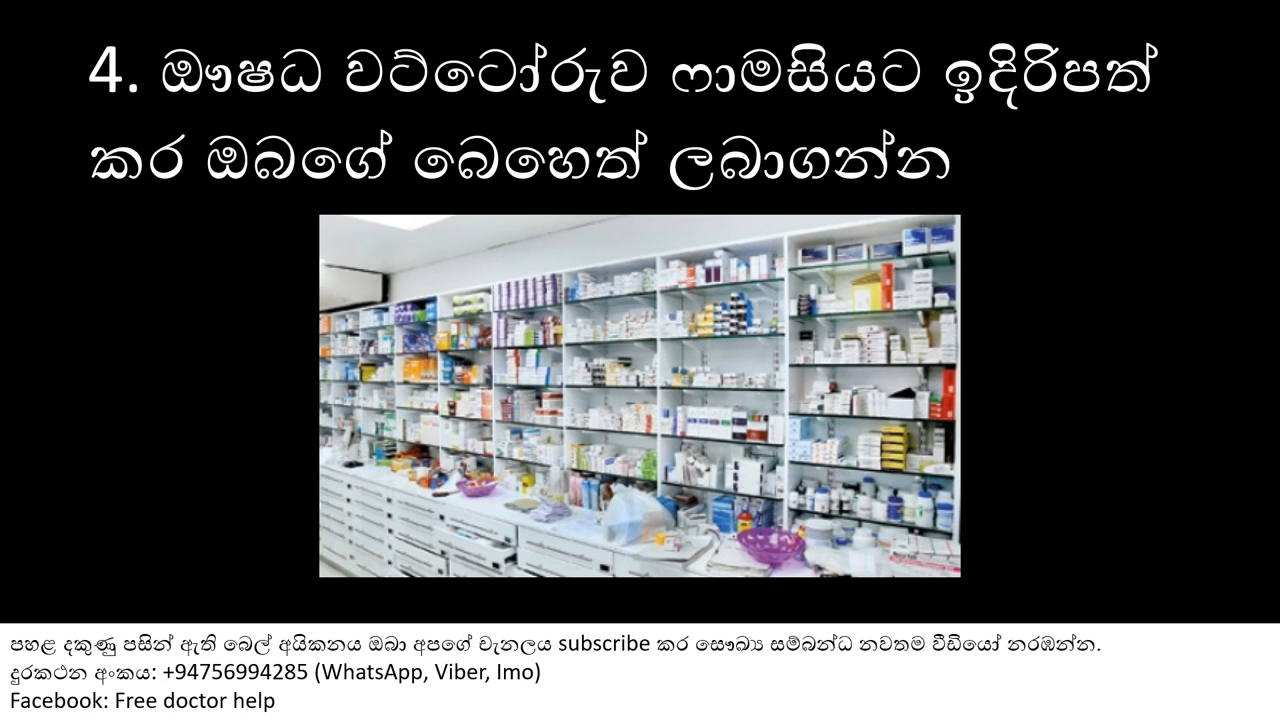 4. ඖෂධ වට්ටෝරුව ෆාමසියට ඉදිරිපත්
කර ඔබගේ බෙහෙත් ලබාගන්න
පහළ දකුණු පසින් ඇති බෙල් අයිකනය ඔබා අපගේ චැනලය subscribe කර සෞඛ්‍ය සම්බන්ධ නවතම වීඩියෝ නරඹන්න.
දුරකථන අංකය: +94756994285 (WhatsApp, Viber, Imo)
Facebook: Free doctor help